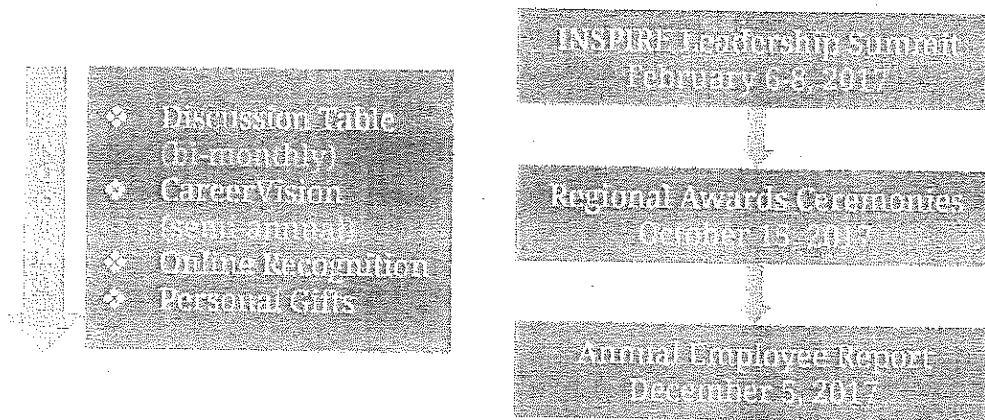 ❖ Discussion Table
(bi-monthly)
❖ CareerVision
(semi-annual)
❖ Online Recognition
❖ Personal Gifts
INSPIRE Leadership Summit
February 6-8, 2017
Regional Awards Ceremonies
October 15, 2017
Annual Employee Report
December 5, 2017